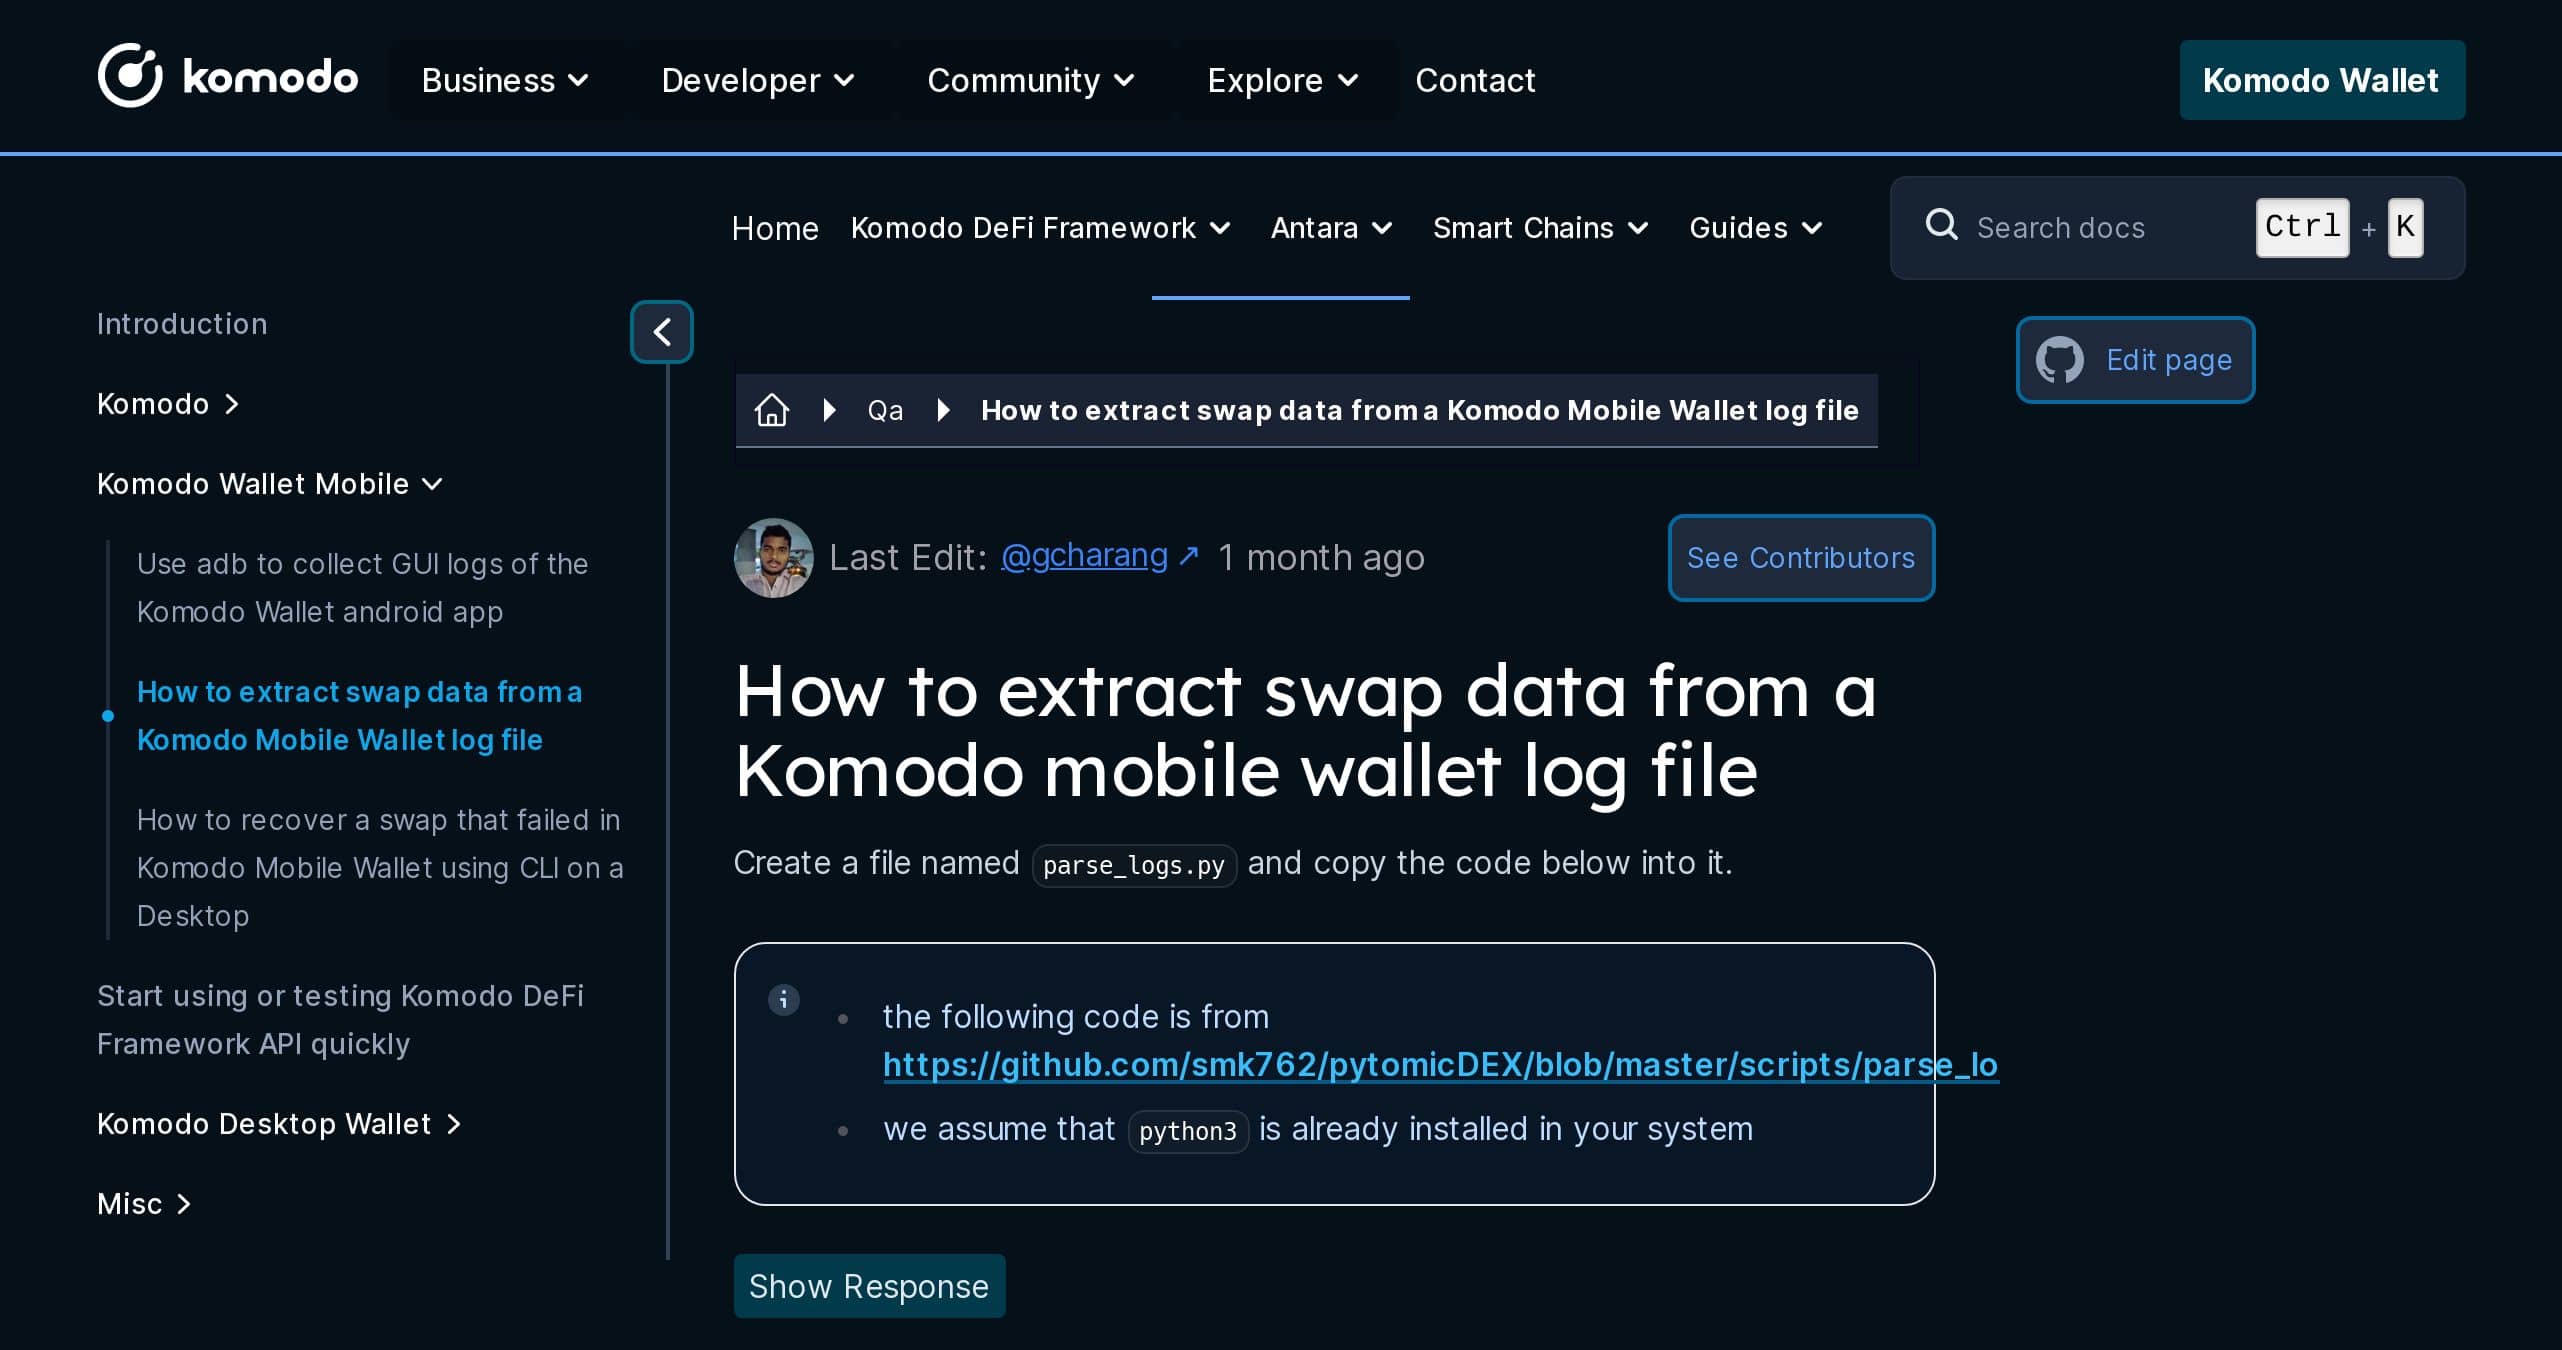 komodo
Business
Developer
Community
Explore
Contact
Komodo Wallet
Home
Komodo DeFi Framework
Antara
Smart Chains
Guides
Search docs
Ctrl + K
Introduction
Komodo
Komodo Wallet Mobile
Use adb to collect GUI logs of the
Komodo Wallet android app
How to extract swap data from a
Komodo Mobile Wallet log file
How to recover a swap that failed in
Komodo Mobile Wallet using CLI on a
Desktop
Start using or testing Komodo DeFi
Framework API quickly
Komodo Desktop Wallet
Misc
Edit page
Qa
How to extract swap data from a Komodo Mobile Wallet log file
Last Edit: @gcharang ↗ 1 month ago
See Contributors
How to extract swap data from a
Komodo mobile wallet log file
Create a file named parse_logs.py and copy the code below into it.
the following code is from
https://github.com/smk762/pytomicDEX/blob/master/scripts/parse_lo
we assume that python3 is already installed in your system
Show Response